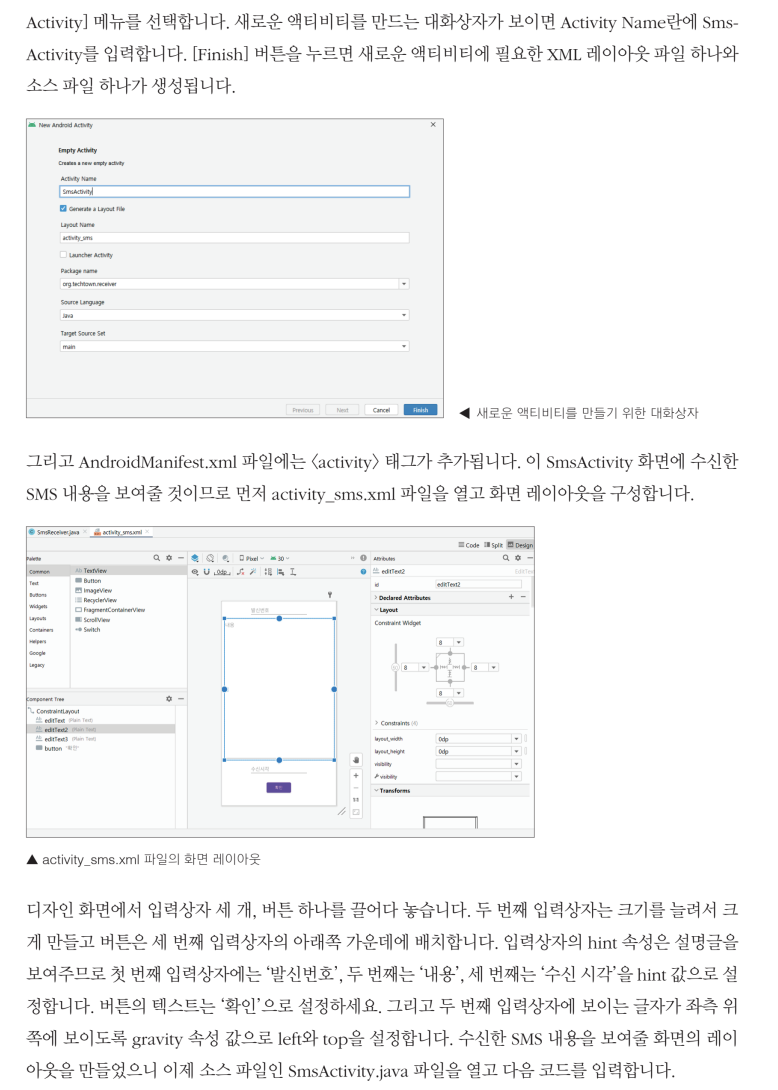 Activity] 메뉴를 선택합니다. 새로운 액티비티를 만드는 대화상자가 보이면 Activity Name란에 Sms-
Activity를 입력합니다. [Finish] 버튼을 누르면 새로운 액티비티에 필요한 XML 레이아웃 파일 하나와
소스 파일 하나가 생성됩니다.
New Android Activity
Empty Activity
Creates a new empty activity
Activity Name
SmsActivity
Generate a Layout File
Layout Name
activity_sms
Launcher Activity
Package name
org.techtown.receiver
Source Language
Java
Target Source Set
main
Previous Next Cancel Finish
◀ 새로운 액티비티를 만들기 위한 대화상자
그리고 AndroidManifest.xml 파일에는 〈activity〉 태그가 추가됩니다. 이 SmsActivity 화면에 수신한
SMS 내용을 보여줄 것이므로 먼저 activity_sms.xml 파일을 열고 화면 레이아웃을 구성합니다.
SmsReceiver.java activity_sms.xml
Code Split Design
Palette
Common
Text
Buttons
Widgets
Layouts
Containers
Helpers
Google
Legacy
Ab TextView
Button
ImageView
RecyclerView
FragmentContainerView
ScrollView
Switch
Component Tree
ConstraintLayout
editText (Plain Text)
editText2 (Plain Text)
editText3 (Plain Text)
button "확인"
Pixel 30
0dp
발신번호
내용
수신시각
확인
1:1
Attributes
editText2 EditText
id editText2
Declared Attributes
Layout
Constraint Widget
8
8 8
8
Constraints (4)
layout_width 0dp
layout_height 0dp
visibility
visibility
Transforms
▲ activity_sms.xml 파일의 화면 레이아웃
디자인 화면에서 입력상자 세 개, 버튼 하나를 끌어다 놓습니다. 두 번째 입력상자는 크기를 늘려서 크
게 만들고 버튼은 세 번째 입력상자의 아래쪽 가운데에 배치합니다. 입력상자의 hint 속성은 설명글을
보여주므로 첫 번째 입력상자에는 ‘발신번호’, 두 번째는 ‘내용’, 세 번째는 ‘수신 시각’을 hint 값으로 설
정합니다. 버튼의 텍스트는 ‘확인’으로 설정하세요. 그리고 두 번째 입력상자에 보이는 글자가 좌측 위
쪽에 보이도록 gravity 속성 값으로 left와 top을 설정합니다. 수신한 SMS 내용을 보여줄 화면의 레이
아웃을 만들었으니 이제 소스 파일인 SmsActivity.java 파일을 열고 다음 코드를 입력합니다.